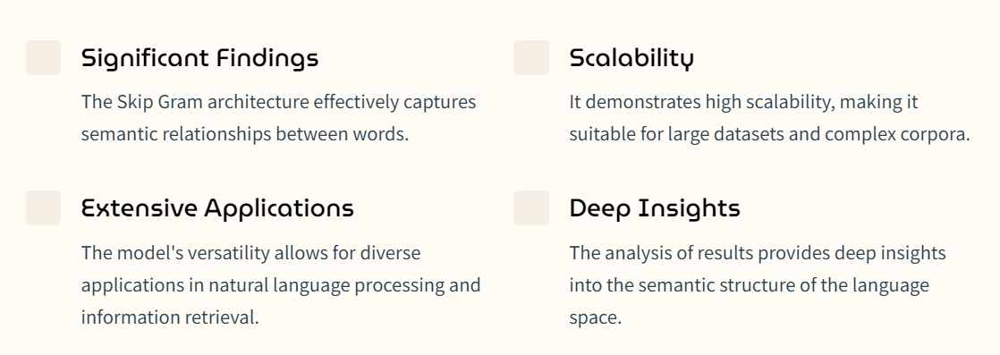 Significant Findings
The Skip Gram architecture effectively captures
semantic relationships between words.
Scalability
It demonstrates high scalability, making it
suitable for large datasets and complex corpora.
Extensive Applications
The model's versatility allows for diverse
applications in natural language processing and
information retrieval.
Deep Insights
The analysis of results provides deep insights
into the semantic structure of the language
space.